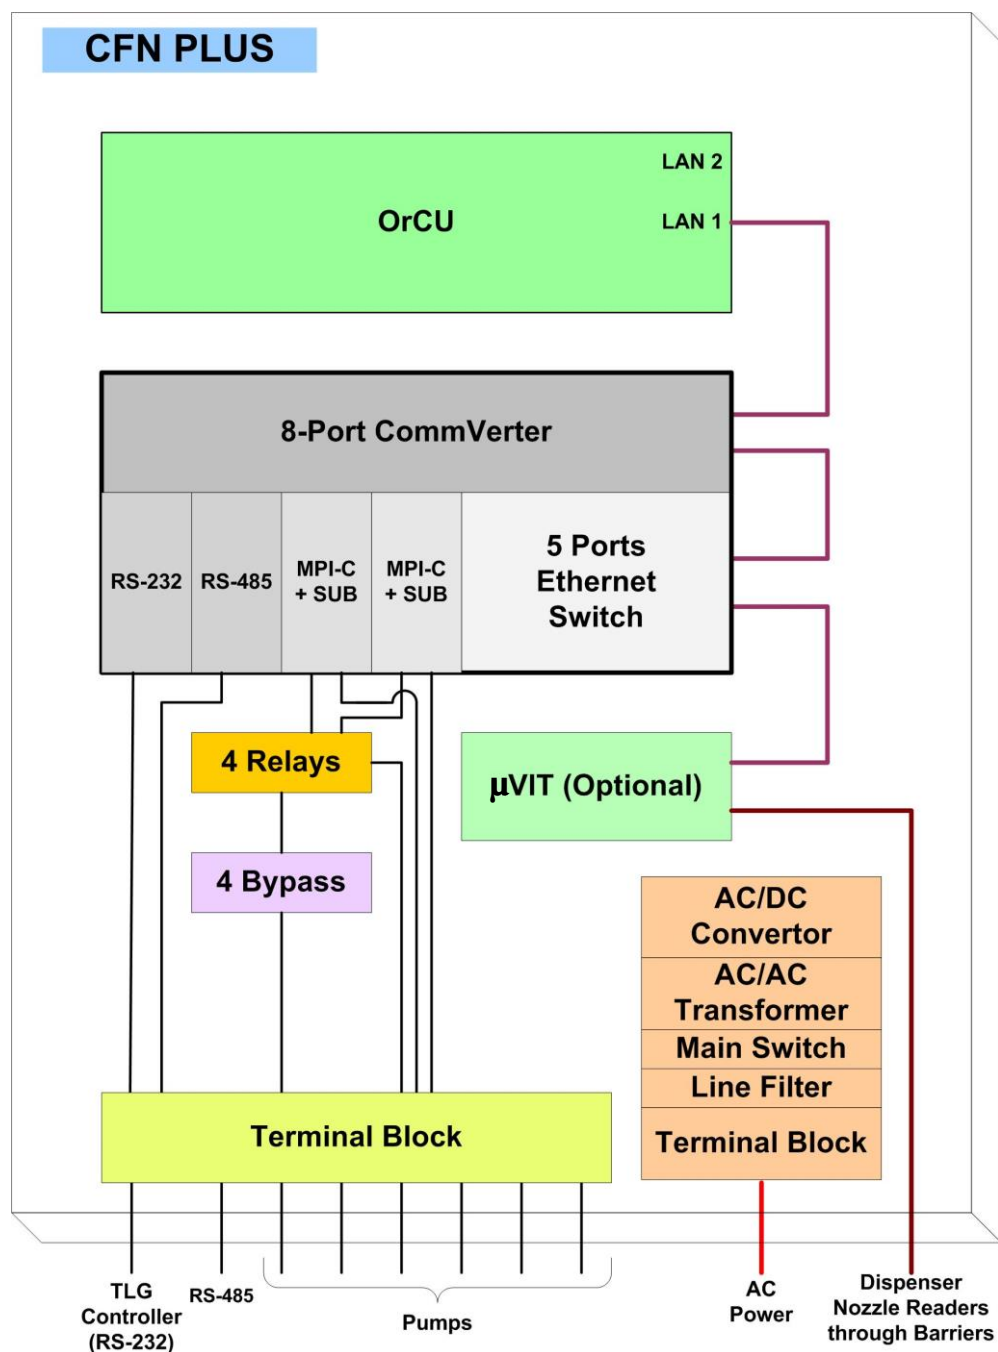 CFN PLUS
LAN 2
OrCU
LAN 1
8-Port CommVerter
RS-232
RS-485
MPI-C
+ SUB
MPI-C
+ SUB
5 Ports
Ethernet
Switch
4 Relays
µVIT (Optional)
4 Bypass
AC/DC
Convertor
AC/AC
Transformer
Main Switch
Line Filter
Terminal Block
Terminal Block
TLG
Controller
(RS-232)
RS-485
Pumps
AC
Power
Dispenser
Nozzle Readers
through Barriers